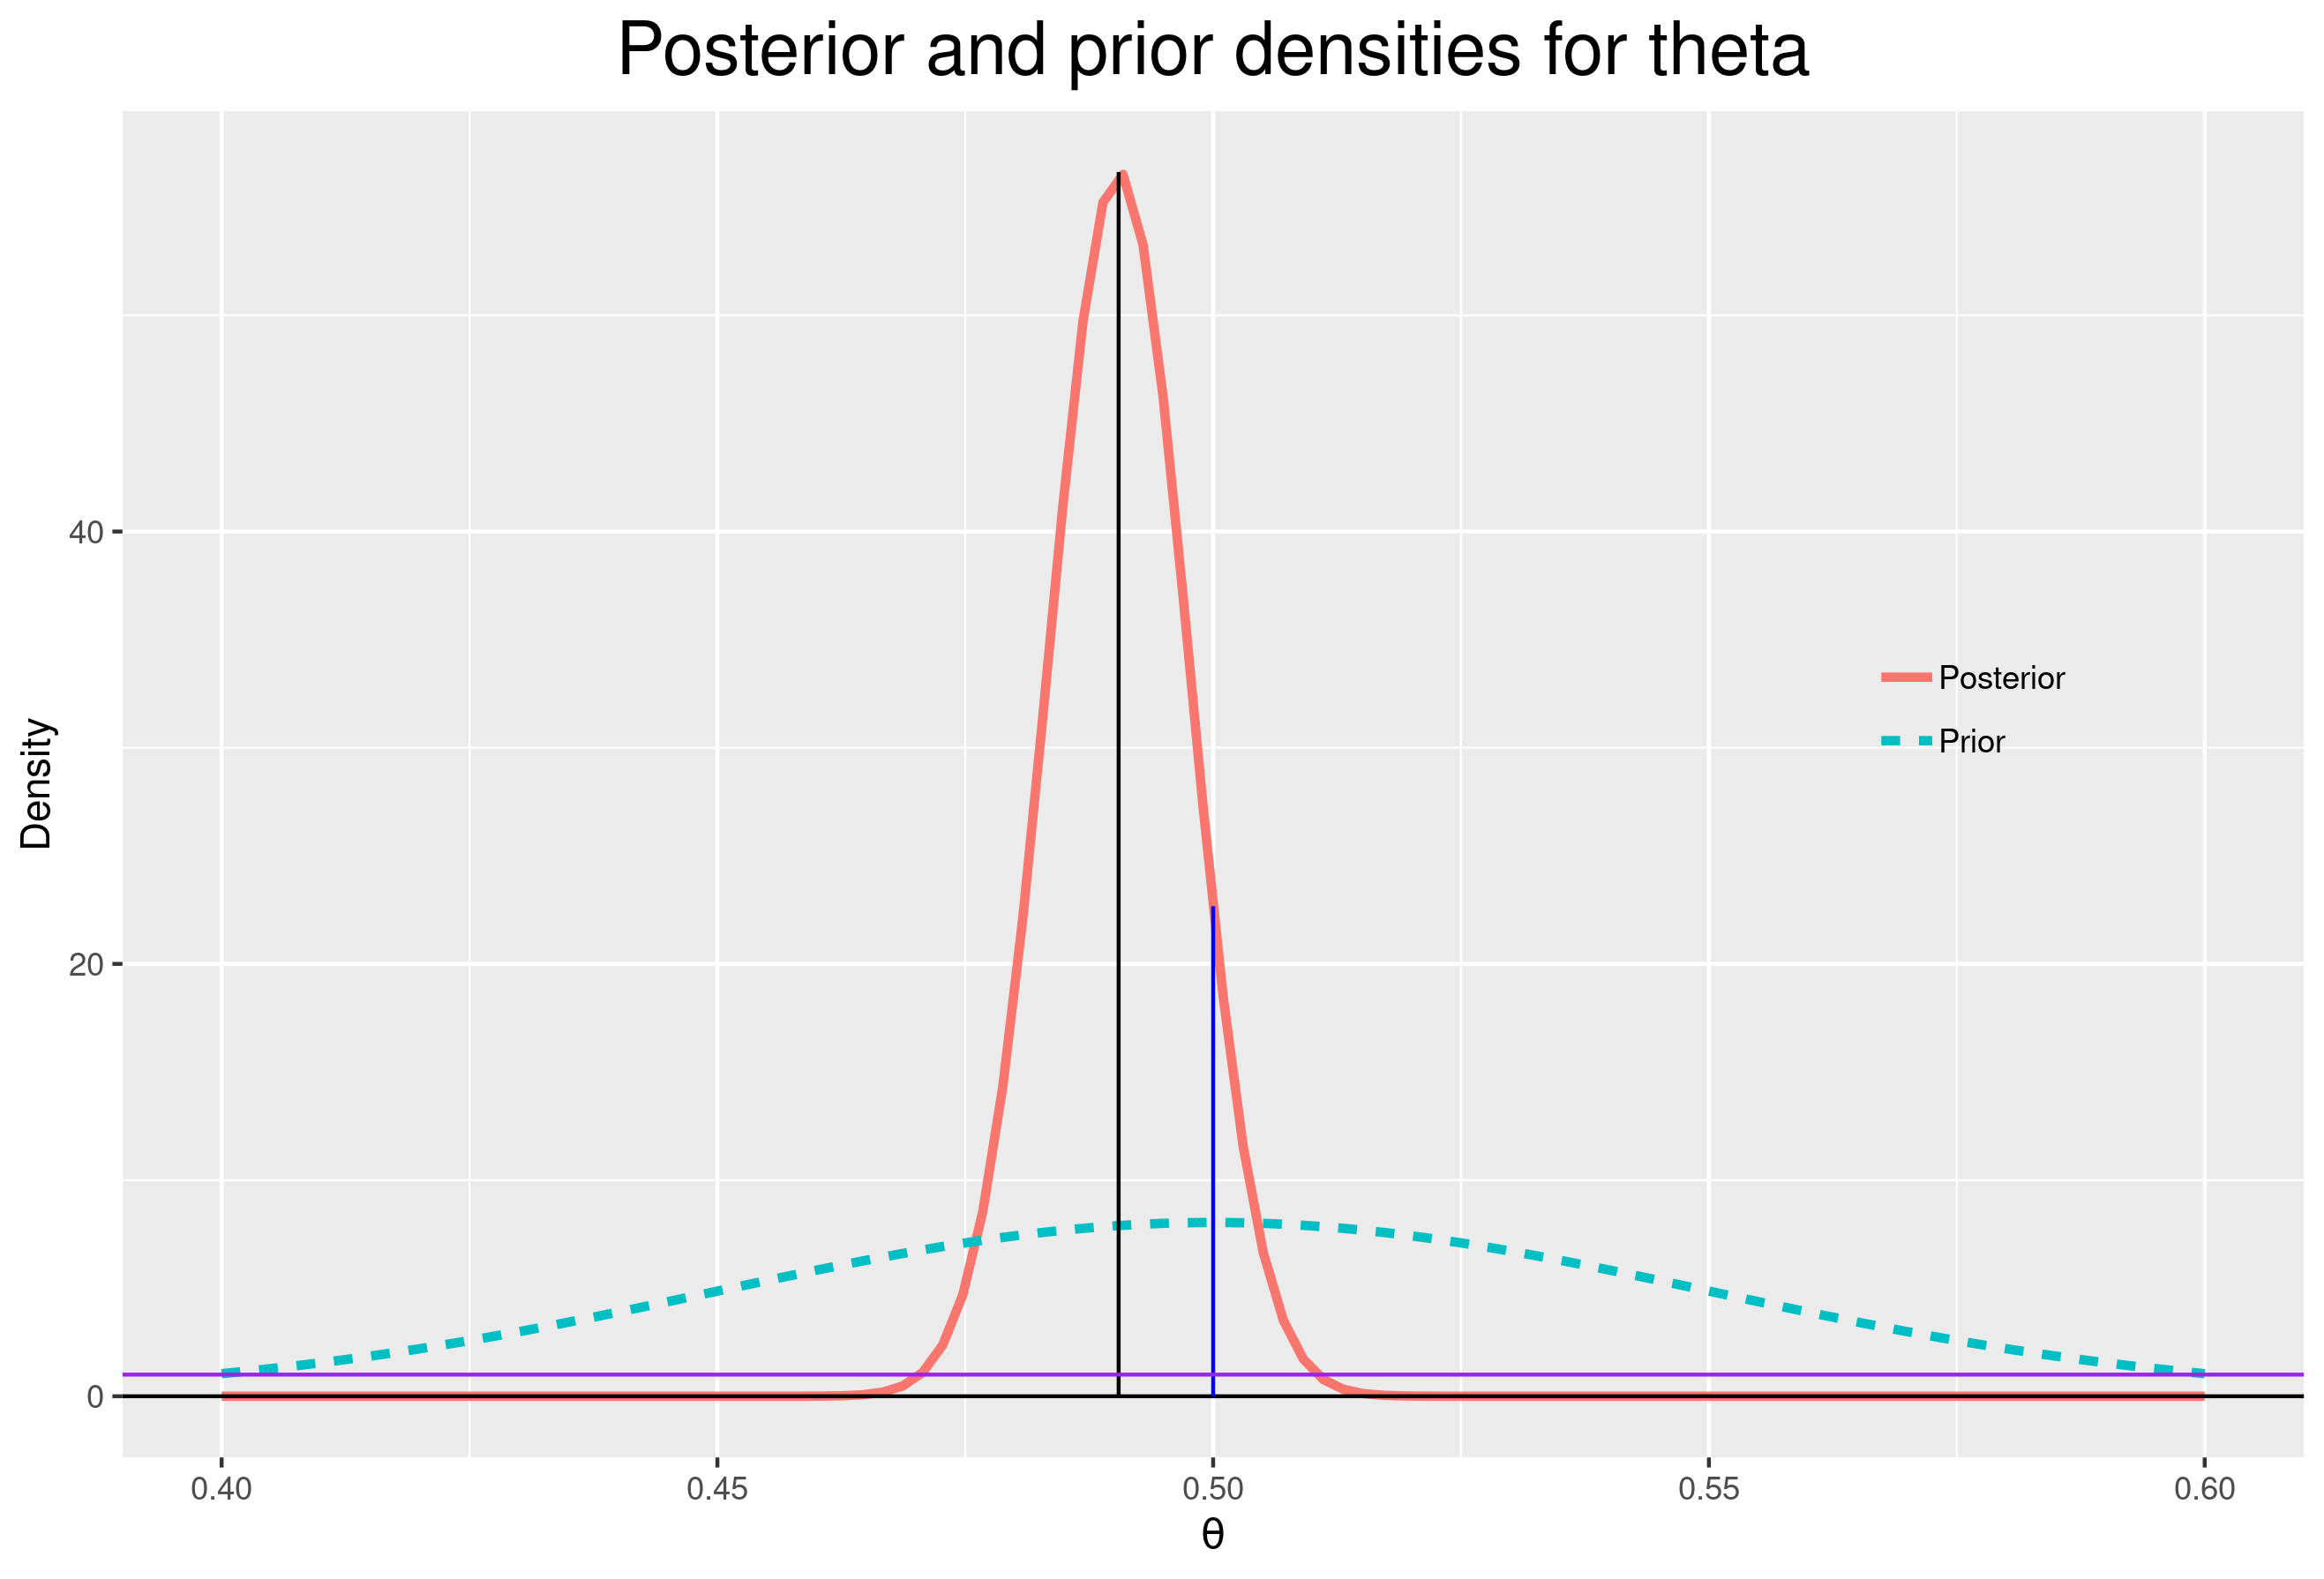 Posterior and prior densities for theta
Density
40
20
0
Posterior
Prior
0.40 0.45 0.50 0.55 0.60
θ